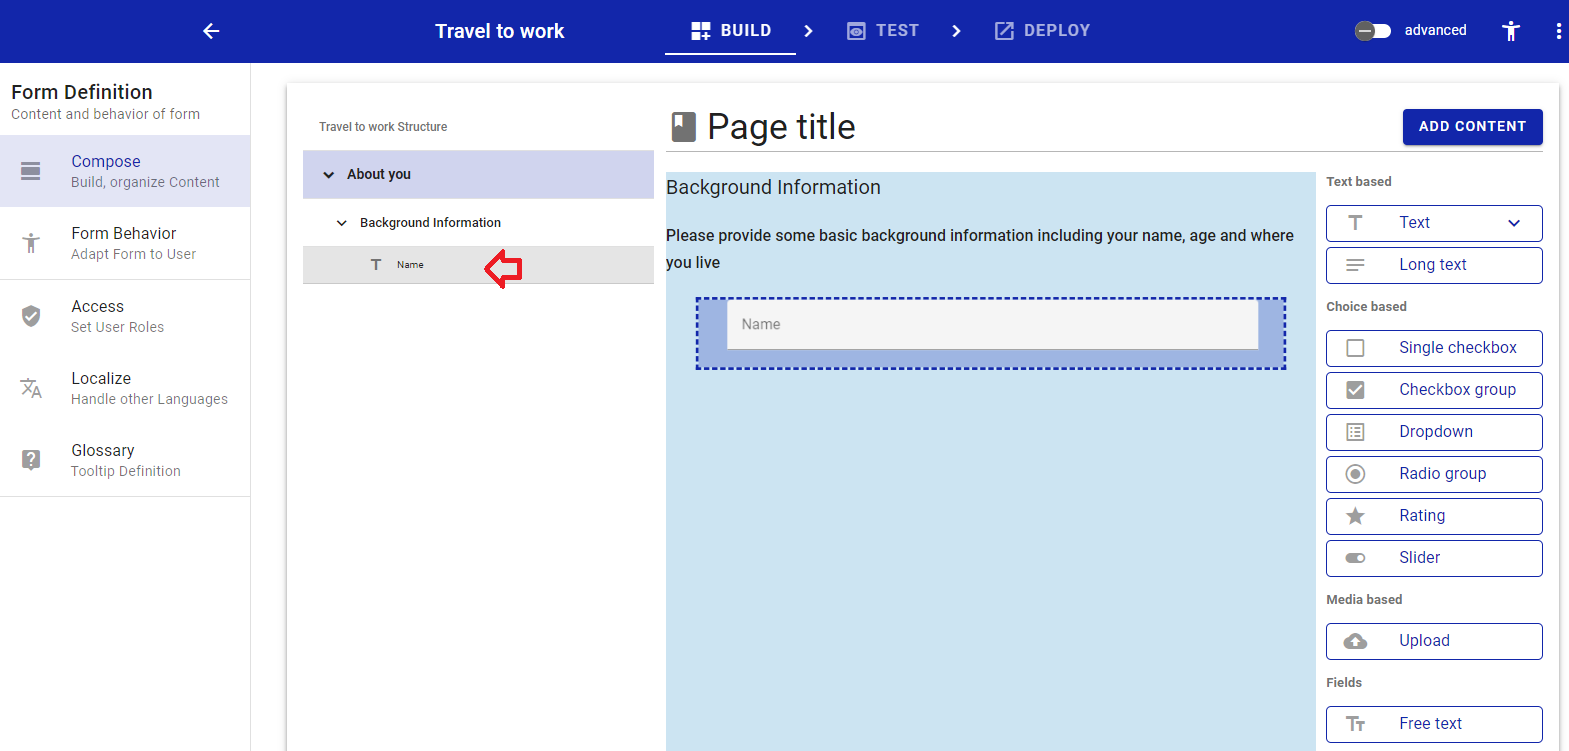 Travel to work
BUILD
TEST
DEPLOY
advanced
Form Definition
Content and behavior of form
Compose
Build, organize Content
Form Behavior
Adapt Form to User
Access
Set User Roles
Localize
Handle other Languages
Glossary
Tooltip Definition
Travel to work Structure
About you
Background Information
Name
Page title
ADD CONTENT
Background Information
Please provide some basic background information including your name, age and where
you live
Name
Text based
Text
Long text
Choice based
Single checkbox
Checkbox group
Dropdown
Radio group
Rating
Slider
Media based
Upload
Fields
Free text